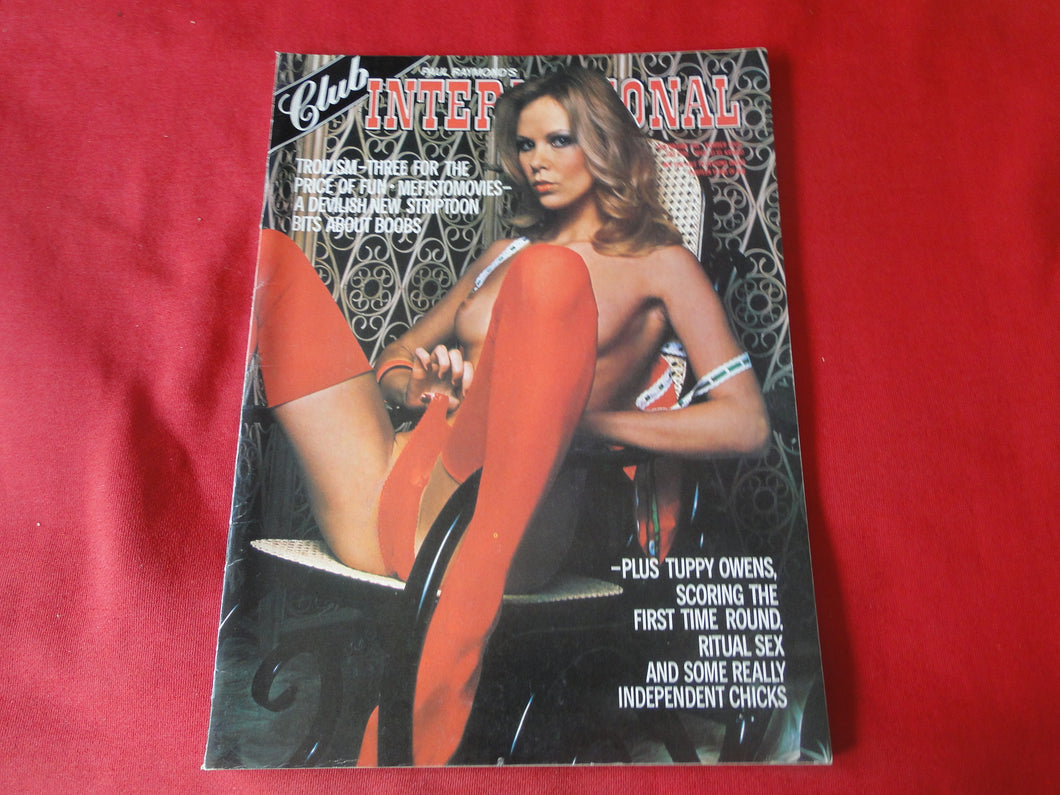 Club
PAUL RAYMOND'S
INTER ONAL
TROILISM–THREE FOR THE
PRICE OF FUN • MEFISTOMOVIES–
A DEVILISH NEW STRIPTOON
BITS ABOUT BOOBS
–PLUS TUPPY OWENS,
SCORING THE
FIRST TIME ROUND,
RITUAL SEX
AND SOME REALLY
INDEPENDENT CHICKS